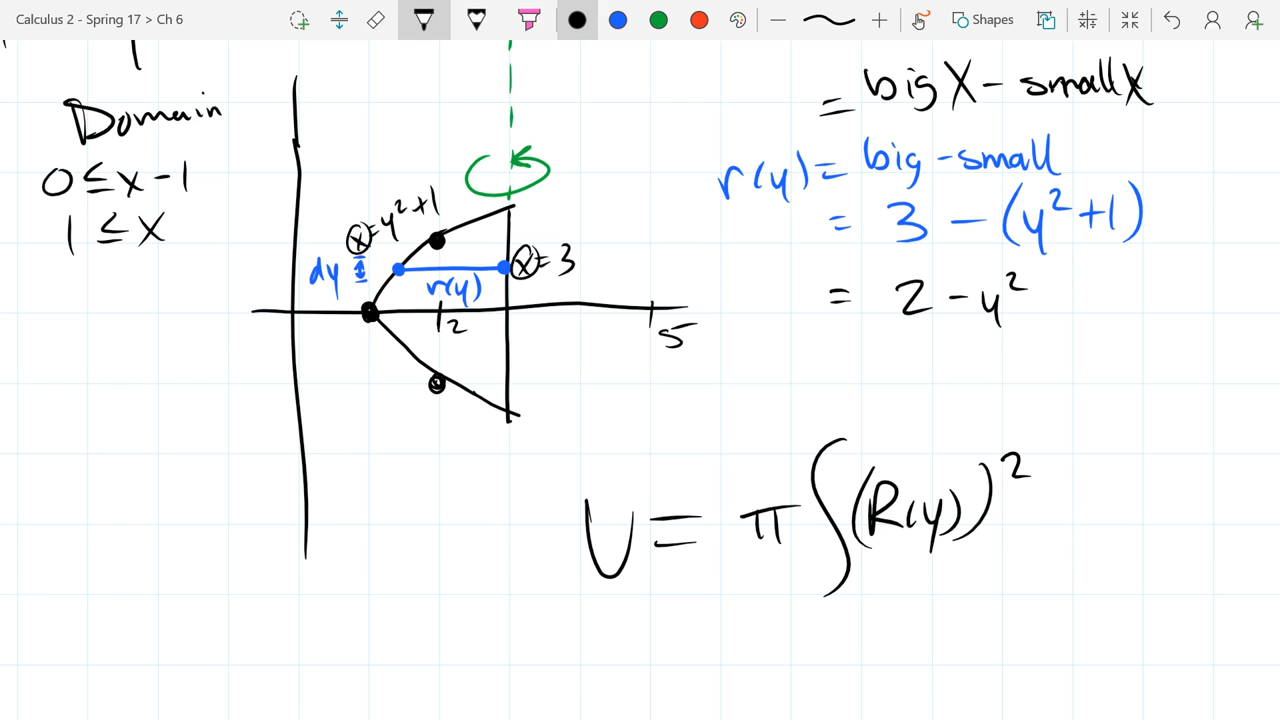 Calculus 2 - Spring 17 > Ch 6
Shapes
Domain
0 ≤ x - 1
1 ≤ x
x = y² + 1
dy
r(y)
x = 3
2
5
= big X - small X
r(y) = big - small
= 3 - (y² + 1)
= 2 - y²
V = π ∫ (R(y))²